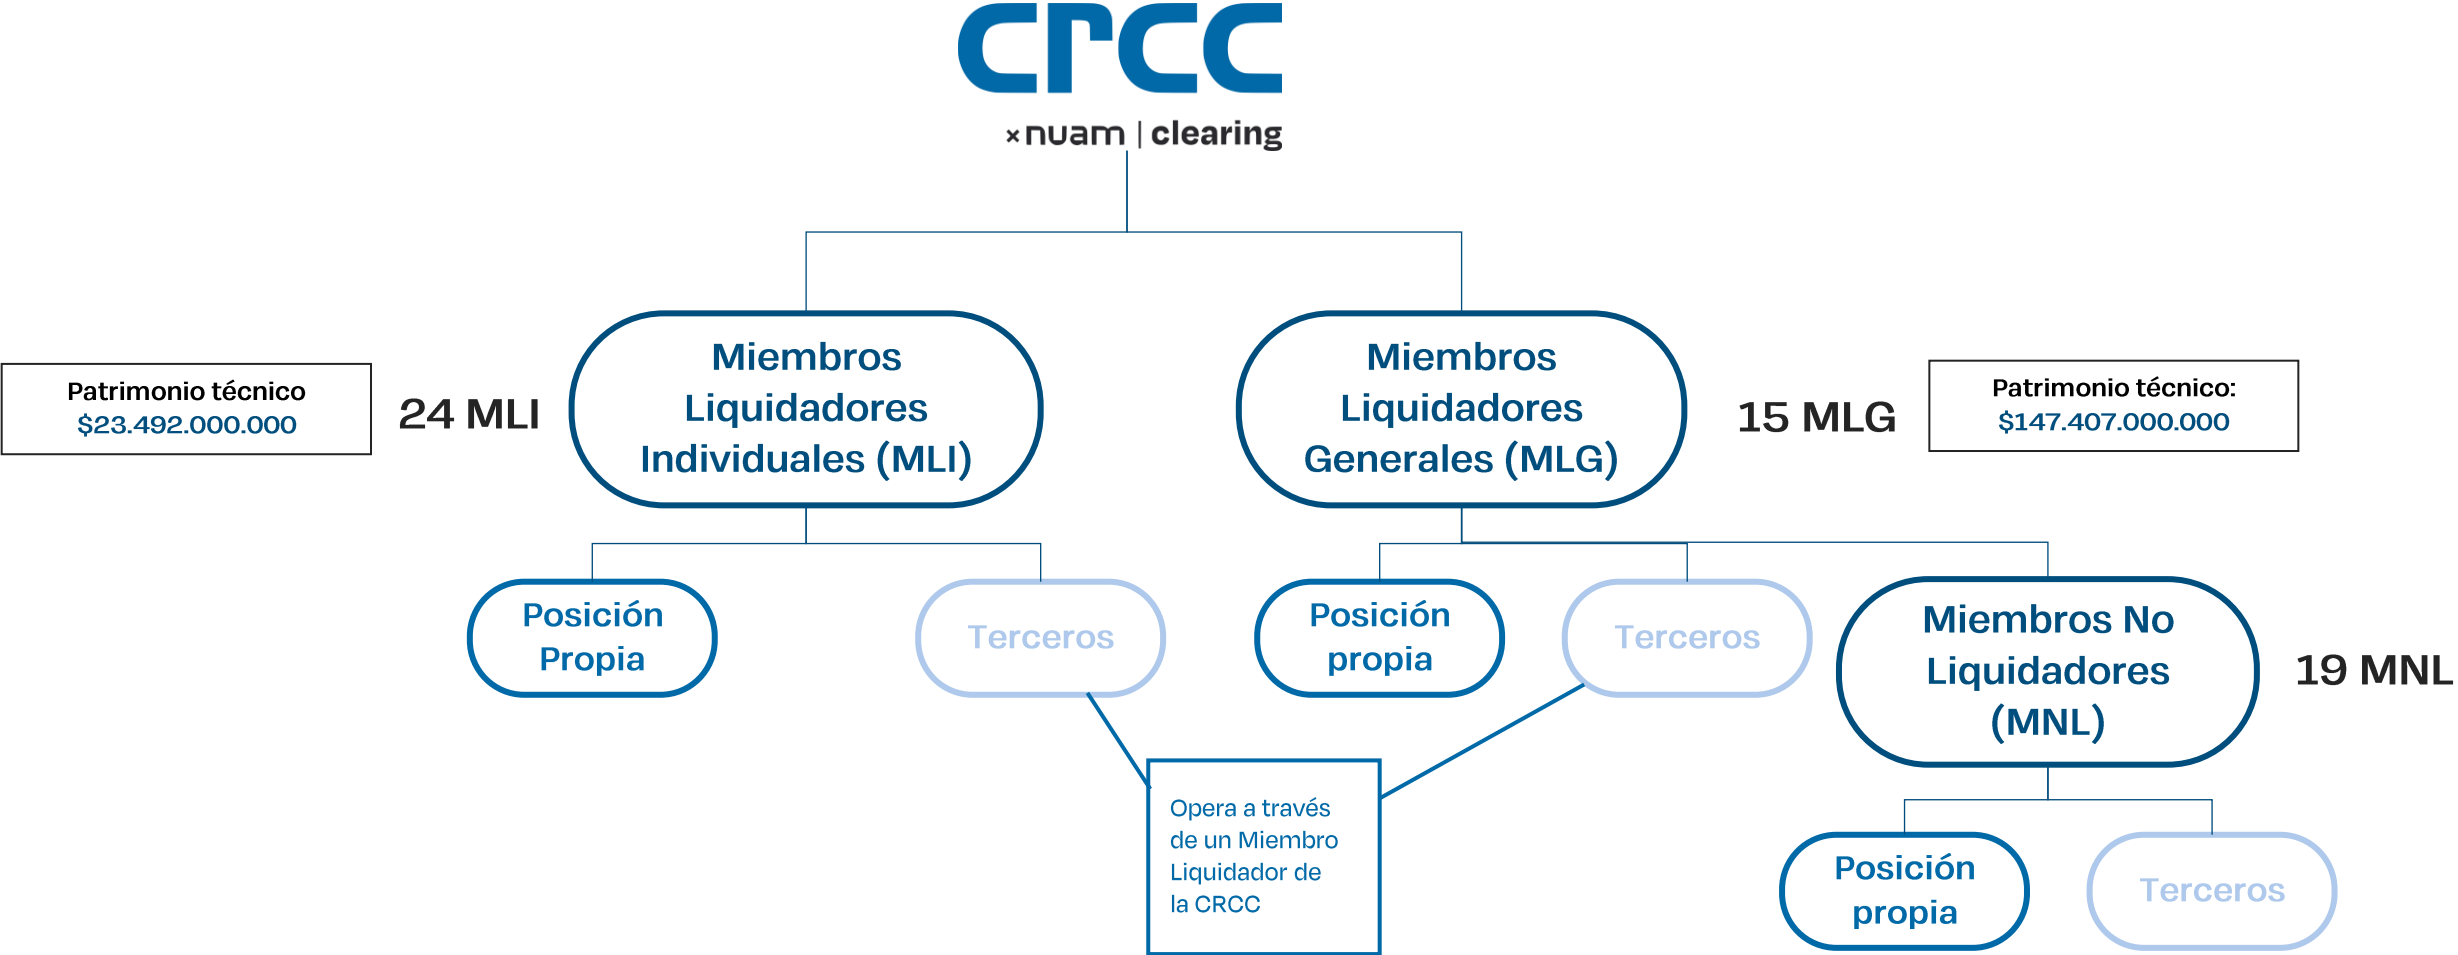 crcc
×nuam | clearing
Miembros
Liquidadores
Individuales (MLI)
Miembros
Liquidadores
Generales (MLG)
Patrimonio técnico
$23.492.000.000
24 MLI
15 MLG
Patrimonio técnico:
$147.407.000.000
Posición
Propia
Terceros
Posición
propia
Terceros
Miembros No
Liquidadores
(MNL)
19 MNL
Opera a través
de un Miembro
Liquidador de
la CRCC
Posición
propia
Terceros